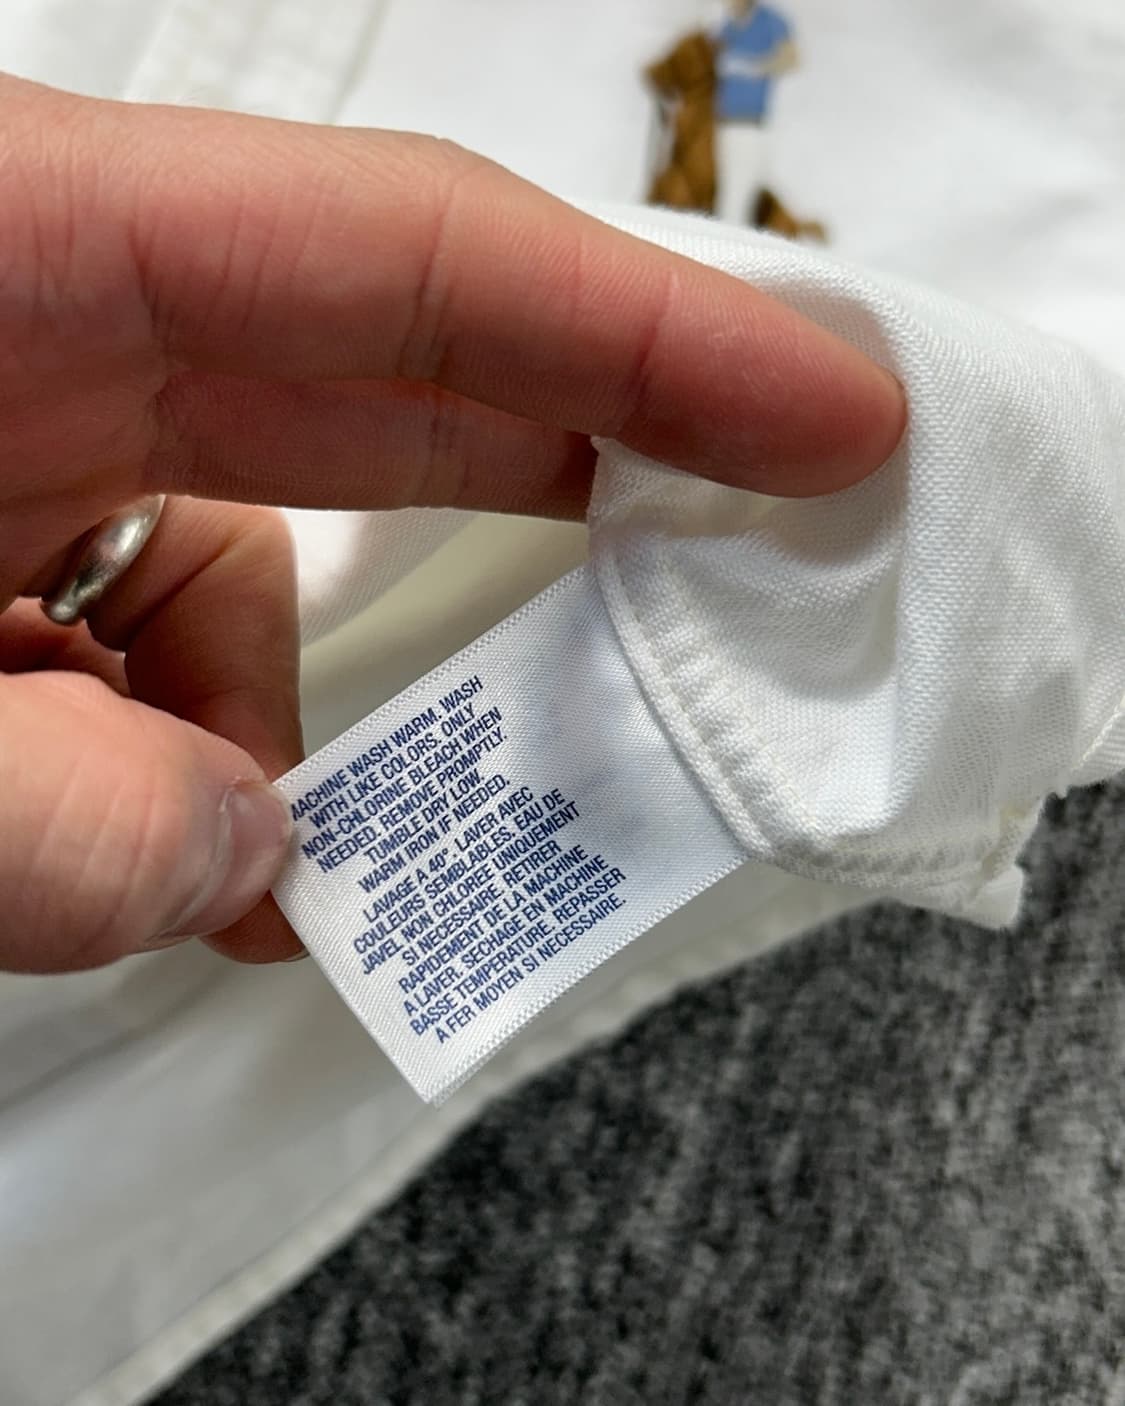 MACHINE WASH WARM. WASH
WITH LIKE COLORS. ONLY
NON-CHLORINE BLEACH WHEN
NEEDED. REMOVE PROMPTLY.
TUMBLE DRY LOW.
WARM IRON IF NEEDED.
LAVAGE A 40°. LAVER AVEC
COULEURS SEMBLABLES. EAU DE
JAVEL NON CHLOREE UNIQUEMENT
SI NECESSAIRE. RETIRER
RAPIDEMENT DE LA MACHINE
A LAVER. SECHAGE EN MACHINE
BASSE TEMPERATURE. REPASSER
A FER MOYEN SI NECESSAIRE.